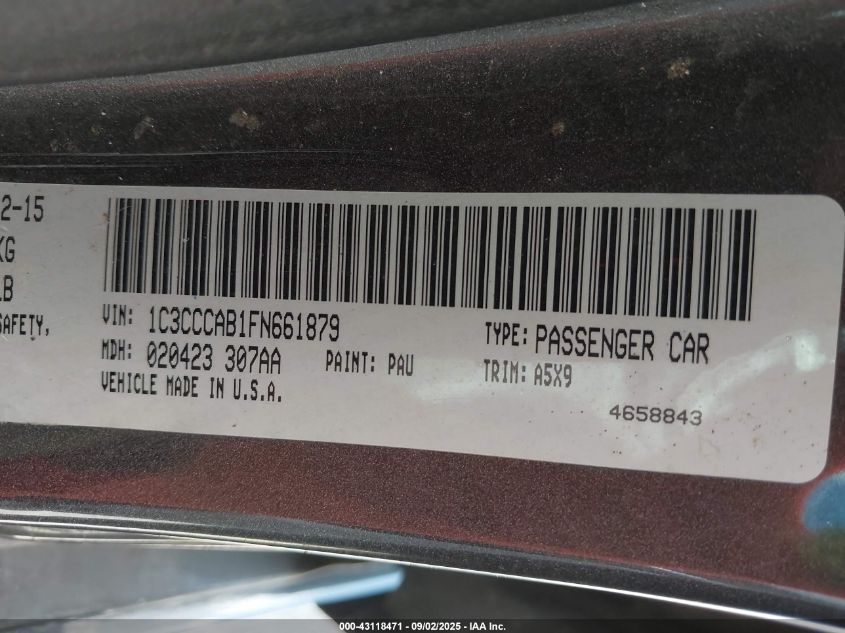 2-15
KG
LB
SAFETY,
VIN: 1C3CCCAB1FN661879
TYPE: PASSENGER CAR
MDH: 020423 307AA
PAINT: PAU
TRIM: A5X9
VEHICLE MADE IN U.S.A.
4658843
000-43118471 - 09/02/2025 - IAA Inc.